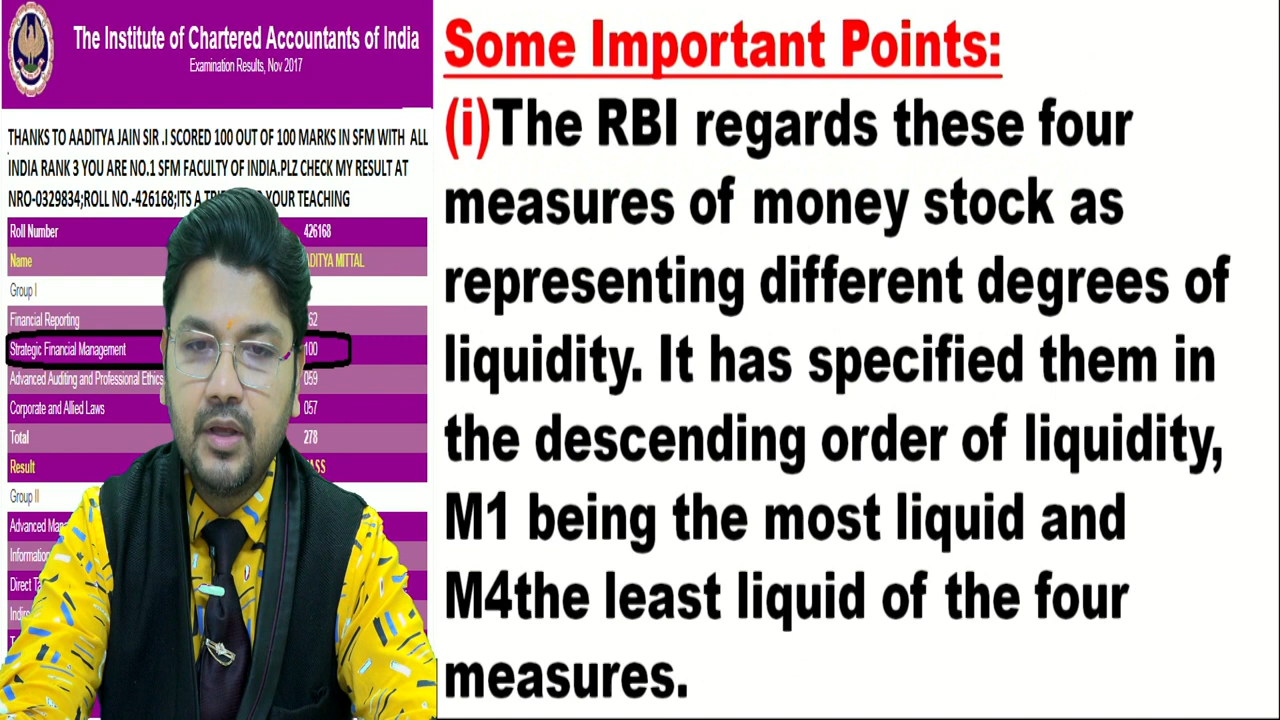 The Institute of Chartered Accountants of India
Examination Results, Nov 2017
THANKS TO AADITYA JAIN SIR .I SCORED 100 OUT OF 100 MARKS IN SFM WITH ALL
INDIA RANK 3 YOU ARE NO.1 SFM FACULTY OF INDIA.PLZ CHECK MY RESULT AT
NRO-0329834;ROLL NO.-426168;ITS A YOUR TEACHING
Roll Number 426168
Name ADITYA MITTAL
Group I
Financial Reporting
Strategic Financial Management 100
Advanced Auditing and Professional Ethics 059
Corporate and Allied Laws 057
Total 278
Result
Group II
Some Important Points:
(i)The RBI regards these four
measures of money stock as
representing different degrees of
liquidity. It has specified them in
the descending order of liquidity,
M1 being the most liquid and
M4the least liquid of the four
measures.